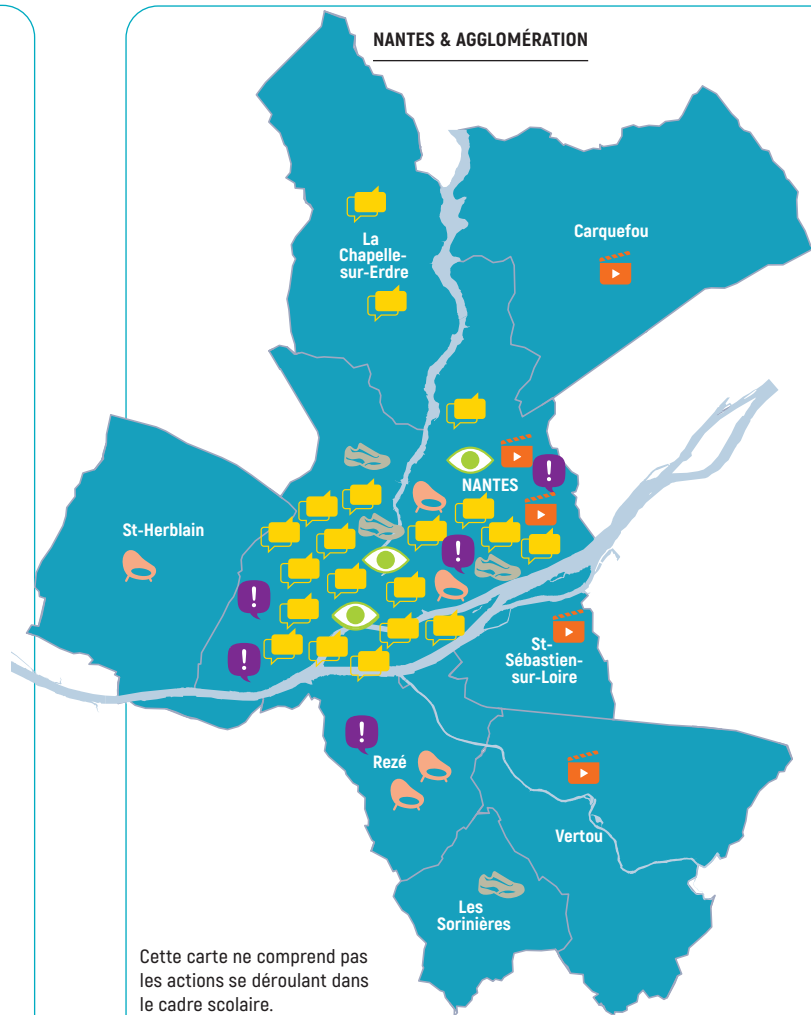 NANTES & AGGLOMÉRATION
La
Chapelle-
sur-Erdre
Carquefou
NANTES
St-Herblain
St-
Sébastien-
sur-Loire
Rezé
Vertou
Les
Sorinières
Cette carte ne comprend pas
les actions se déroulant dans
le cadre scolaire.